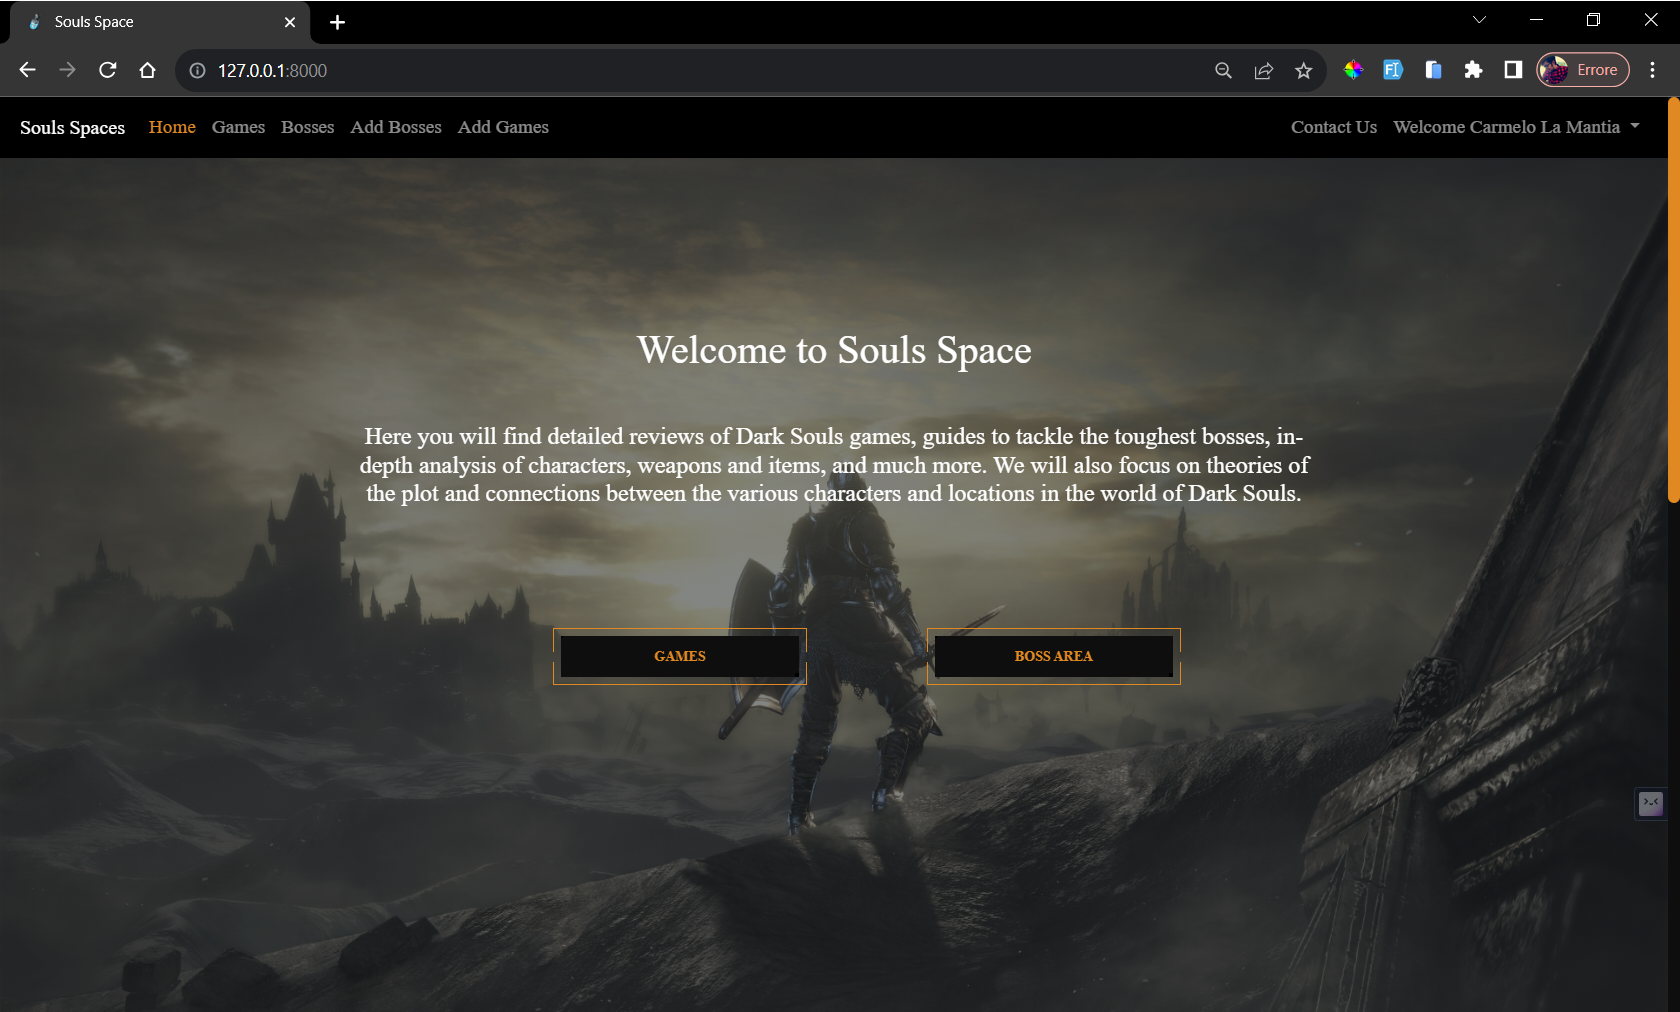 Souls Space
127.0.0.1:8000
Errore
Souls Spaces Home Games Bosses Add Bosses Add Games Contact Us Welcome Carmelo La Mantia
Welcome to Souls Space
Here you will find detailed reviews of Dark Souls games, guides to tackle the toughest bosses, in-
depth analysis of characters, weapons and items, and much more. We will also focus on theories of
the plot and connections between the various characters and locations in the world of Dark Souls.
GAMES
BOSS AREA